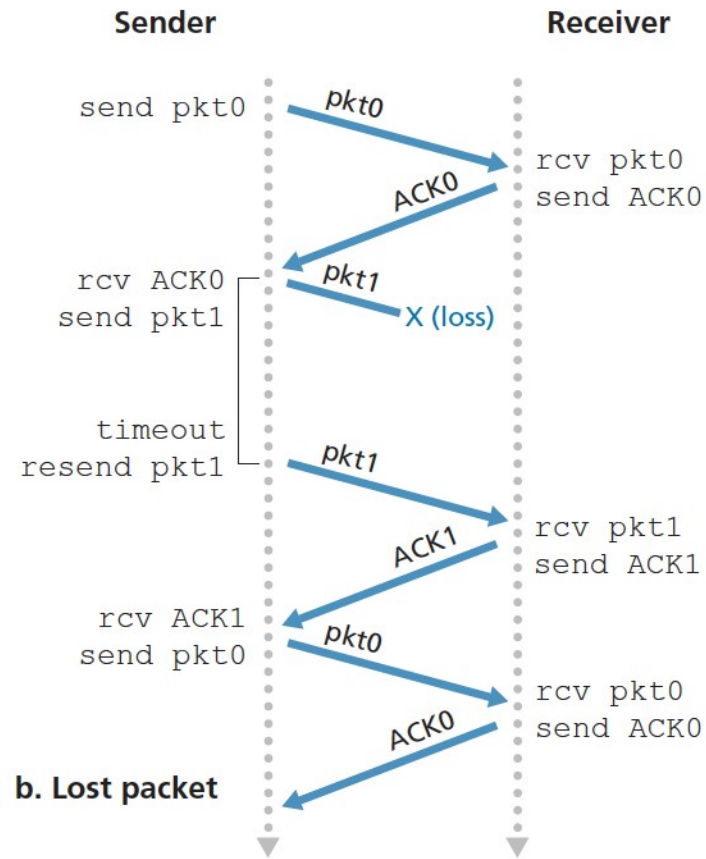 Sender
Receiver
send pkt0
pkt0
rcv pkt0
send ACK0
ACK0
rcv ACK0
send pkt1
pkt1
X (loss)
timeout
resend pkt1
pkt1
rcv pkt1
send ACK1
ACK1
rcv ACK1
send pkt0
pkt0
rcv pkt0
send ACK0
ACK0
b. Lost packet